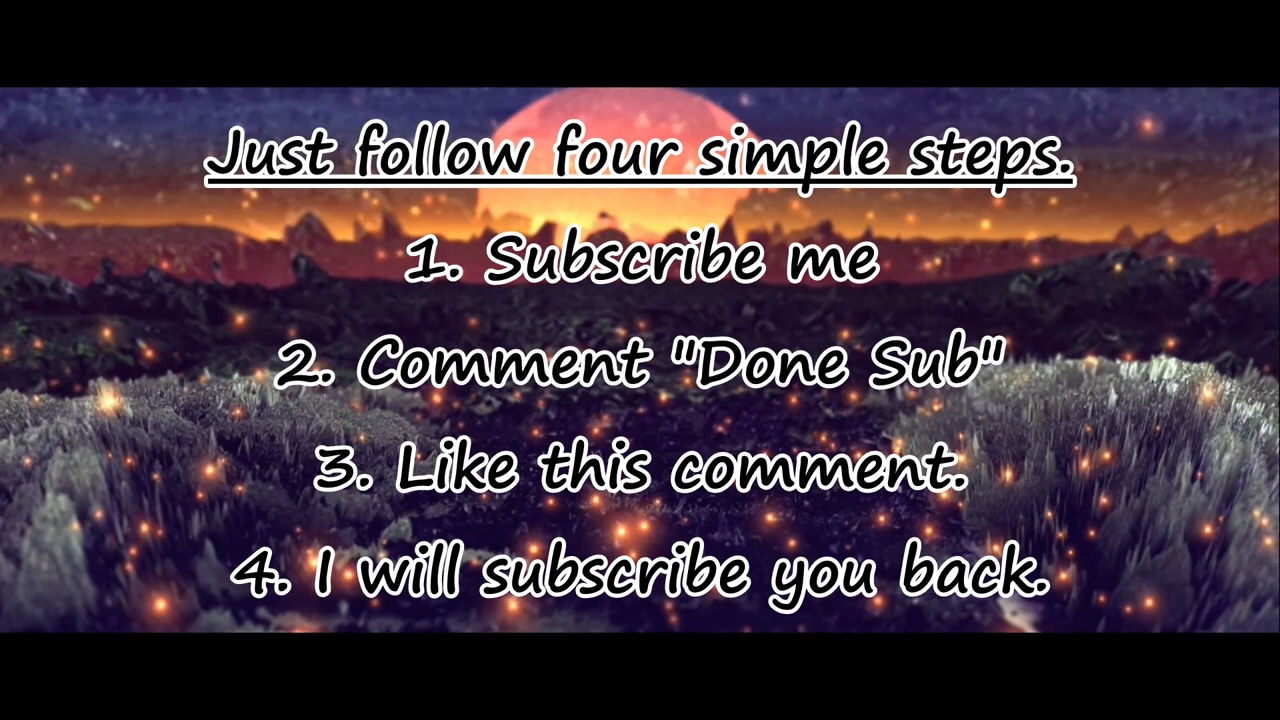 Just follow four simple steps.
1. Subscribe me
2. Comment "Done Sub"
3. Like this comment.
4. I will subscribe you back.